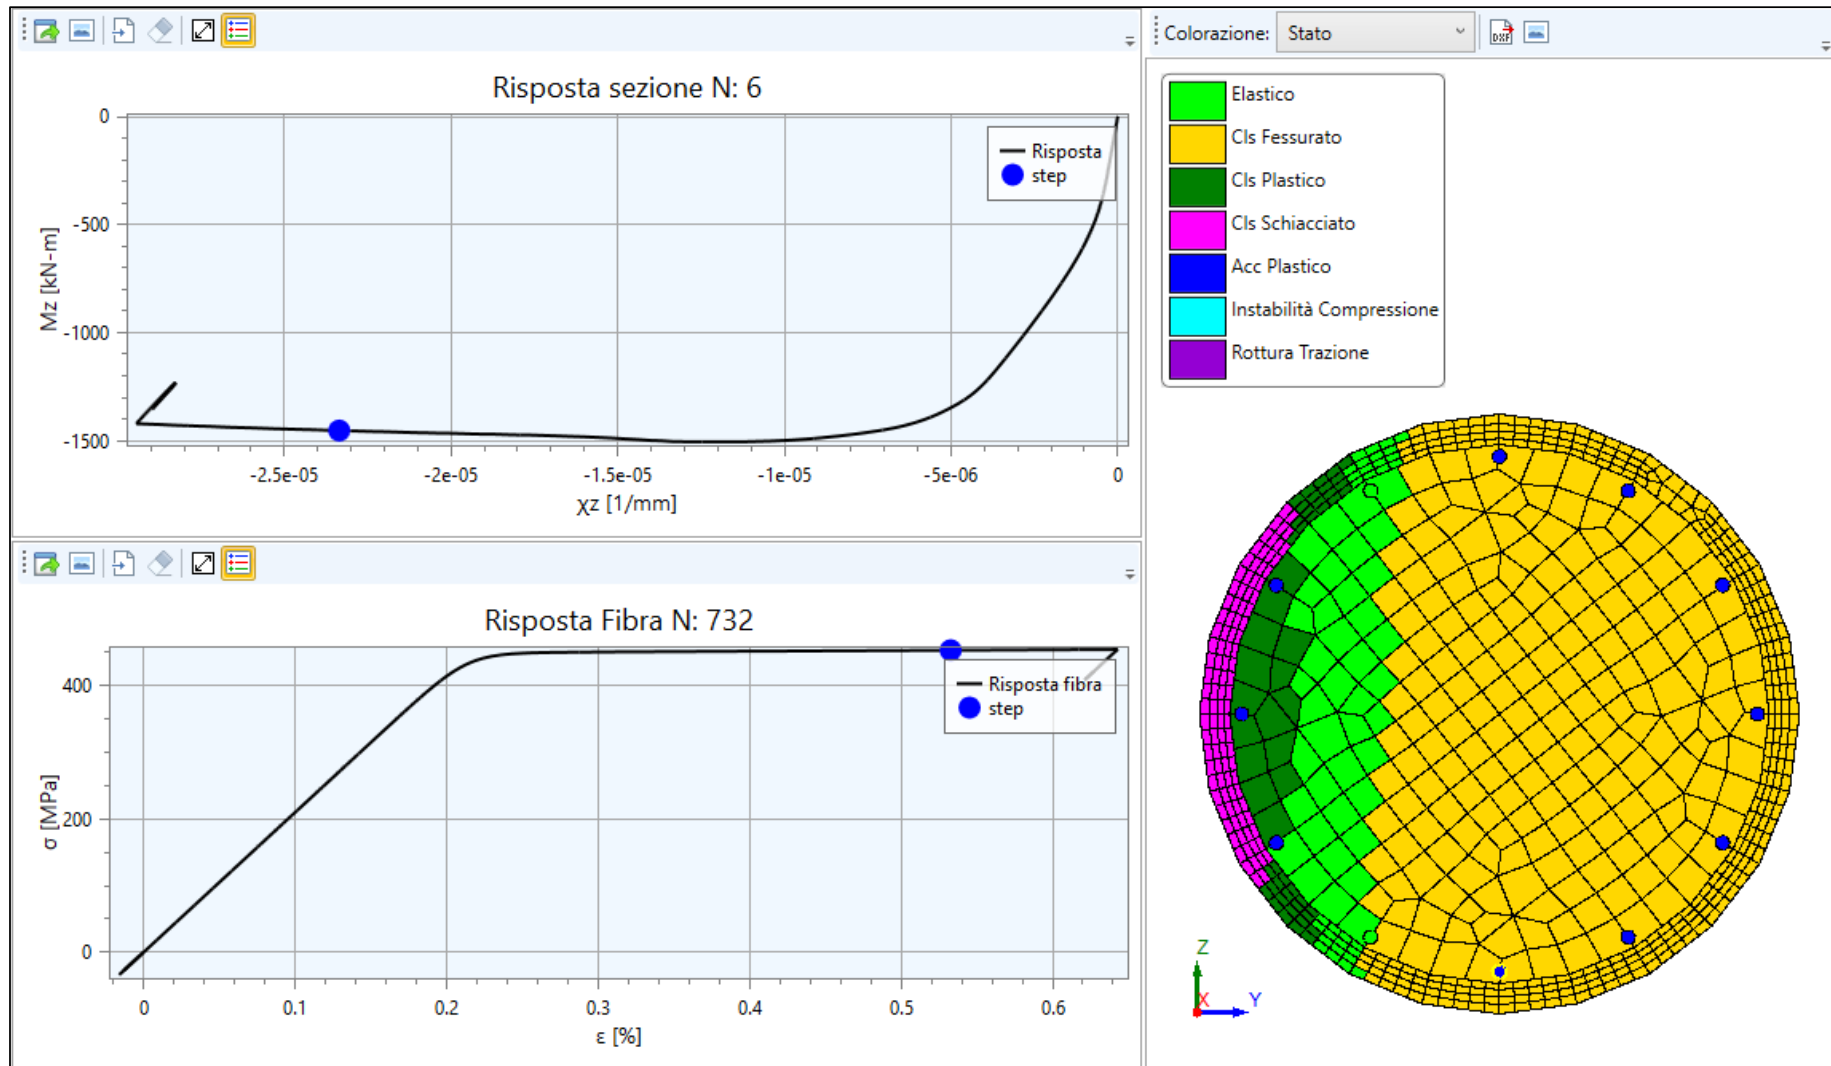 Risposta sezione N: 6
0
-500
-1000
-1500
Mz [kN-m]
Risposta
step
-2.5e-05
-2e-05
-1.5e-05
-1e-05
-5e-06
0
χz [1/mm]
Risposta Fibra N: 732
400
200
0
σ [MPa]
Risposta fibra
step
0
0.1
0.2
0.3
0.4
0.5
0.6
ε [%]
Colorazione:
Stato
DXF
Elastico
Cls Fessurato
Cls Plastico
Cls Schiacciato
Acc Plastico
Instabilità Compressione
Rottura Trazione
Z
X
Y